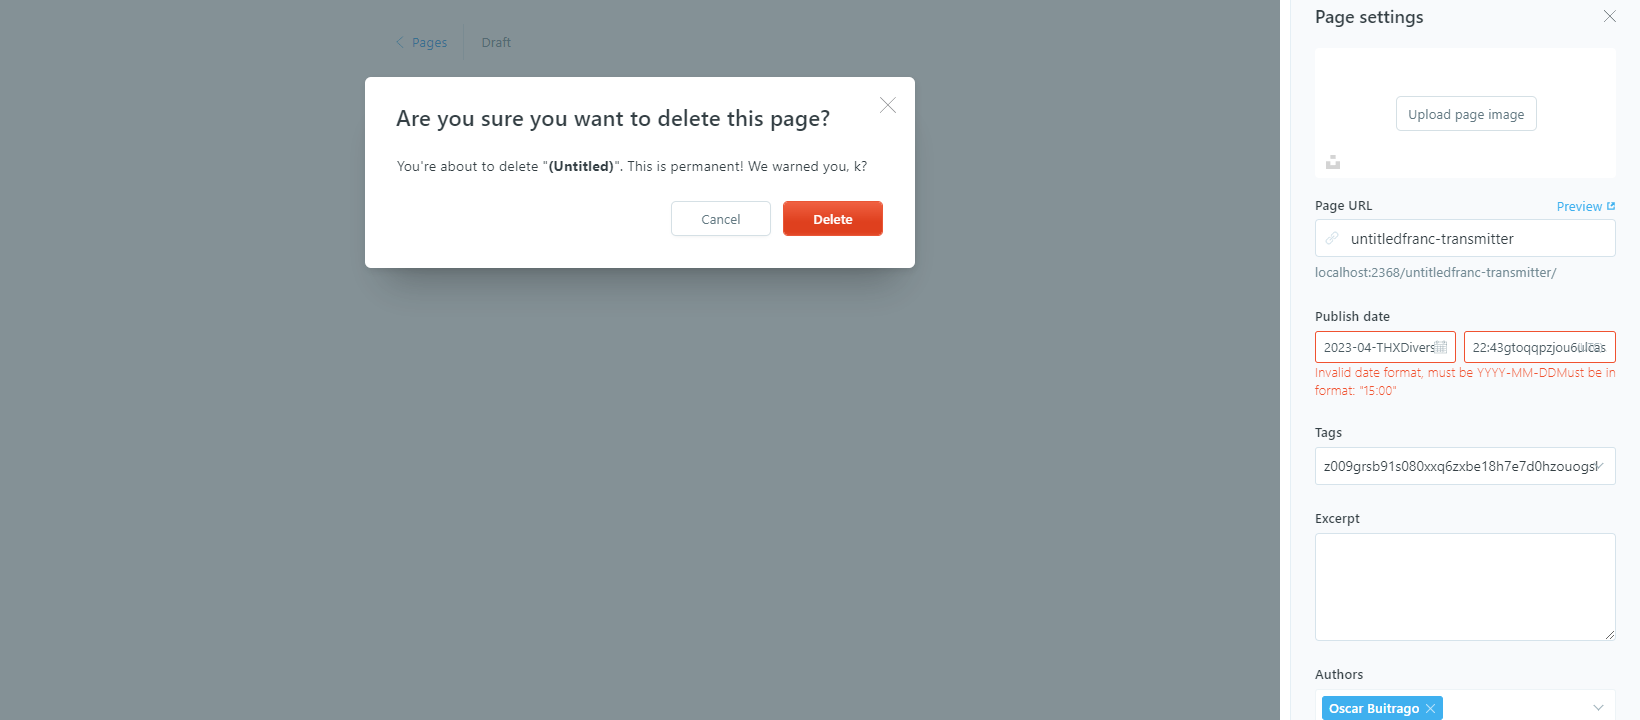 Pages
Draft
Are you sure you want to delete this page?
You're about to delete "(Untitled)". This is permanent! We warned you, k?
Cancel
Delete
Page settings
Upload page image
Page URL
Preview
untitledfranc-transmitter
localhost:2368/untitledfranc-transmitter/
Publish date
2023-04-THXDivers
22:43gtoqqpzjou6ulcas
Invalid date format, must be YYYY-MM-DDMust be in
format: "15:00"
Tags
z009grsb91s080xxq6zxbe18h7e7d0hzouogsl
Excerpt
Authors
Oscar Buitrago